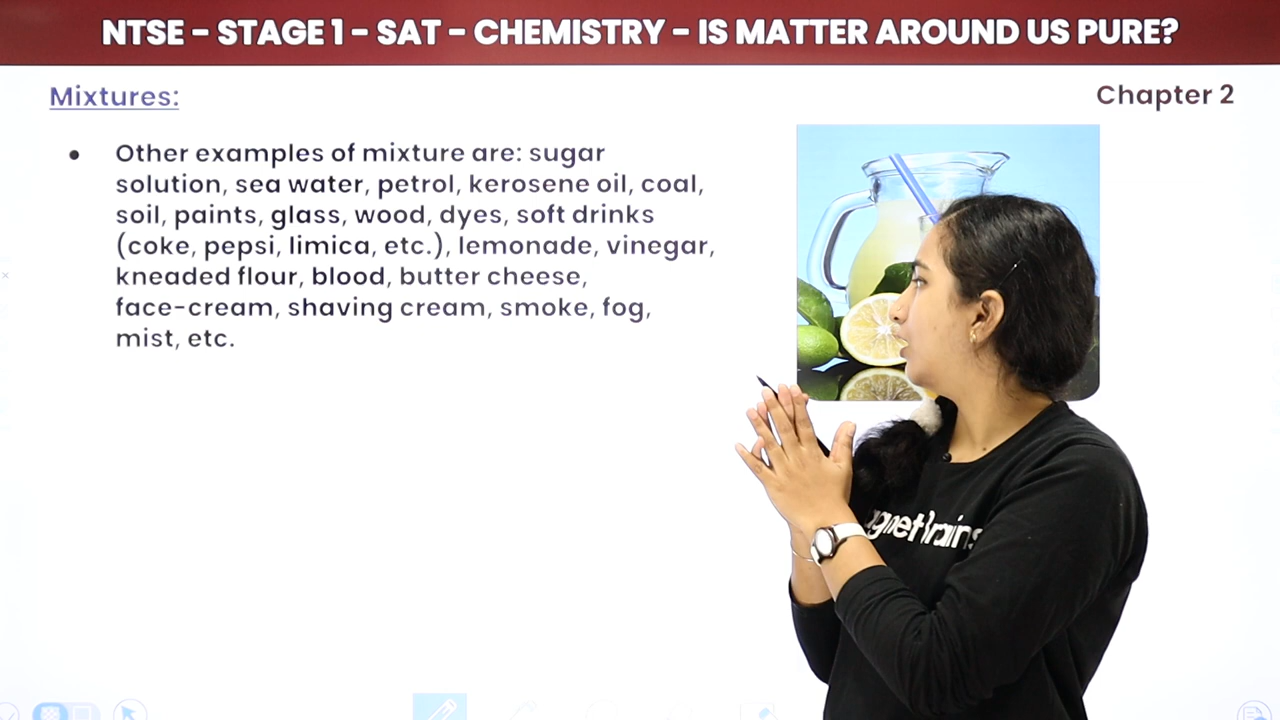 NTSE – STAGE 1 – SAT – CHEMISTRY – IS MATTER AROUND US PURE?
Mixtures:
Chapter 2
Other examples of mixture are: sugar
solution, sea water, petrol, kerosene oil, coal,
soil, paints, glass, wood, dyes, soft drinks
(coke, pepsi, limica, etc.), lemonade, vinegar,
kneaded flour, blood, butter cheese,
face-cream, shaving cream, smoke, fog,
mist, etc.